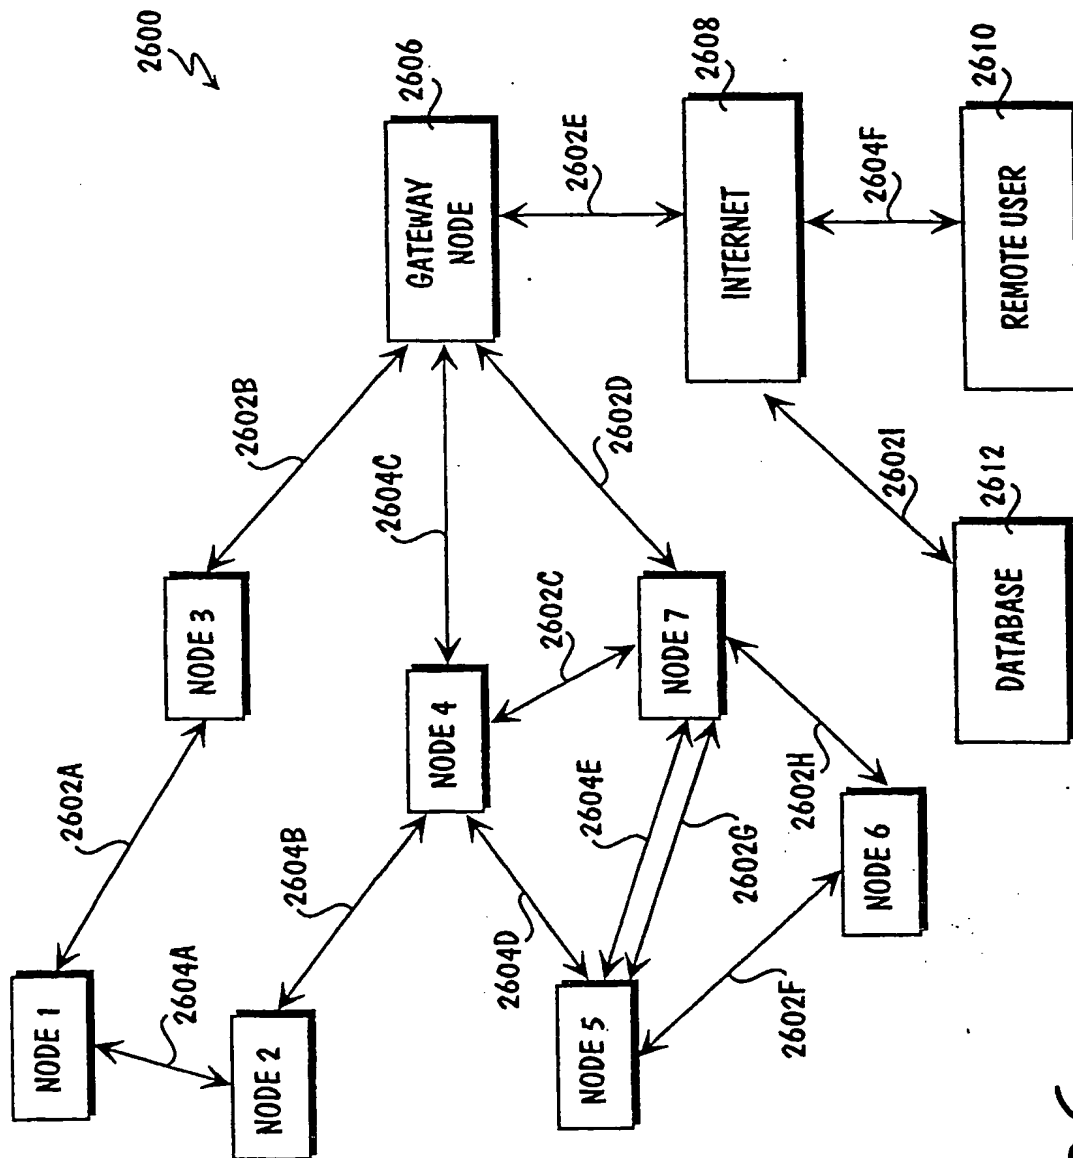 2600
NODE 1
2602A
NODE 3
2602B
GATEWAY
NODE
2606
2604A
NODE 2
2604B
NODE 4
2604C
2602E
2604D
2602C
2602D
NODE 5
2604E
2602G
NODE 7
INTERNET
2608
2602F
NODE 6
2602H
2602I
2604F
DATABASE
2612
REMOTE USER
2610